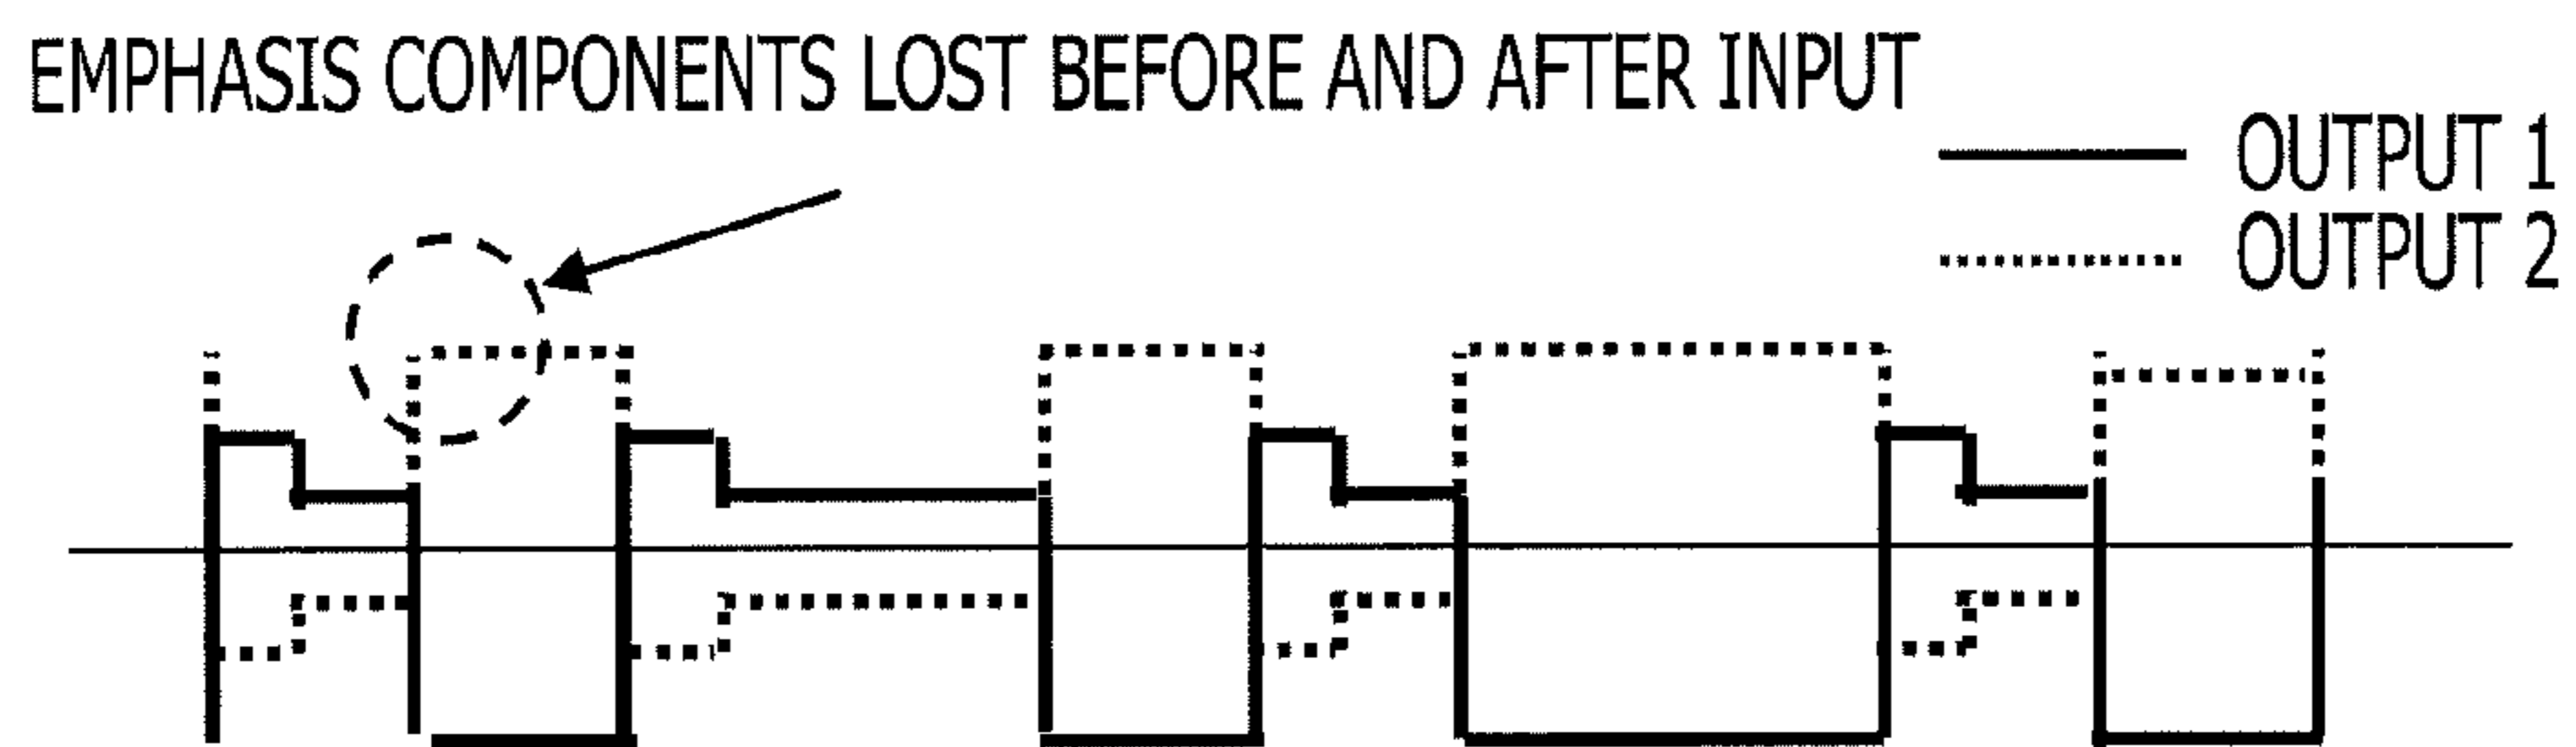 EMPHASIS COMPONENTS LOST BEFORE AND AFTER INPUT
OUTPUT 1
OUTPUT 2